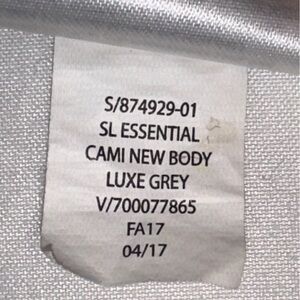 S/874929-01
SL ESSENTIAL
CAMI NEW BODY
LUXE GREY
V/700077865
FA17
04/17